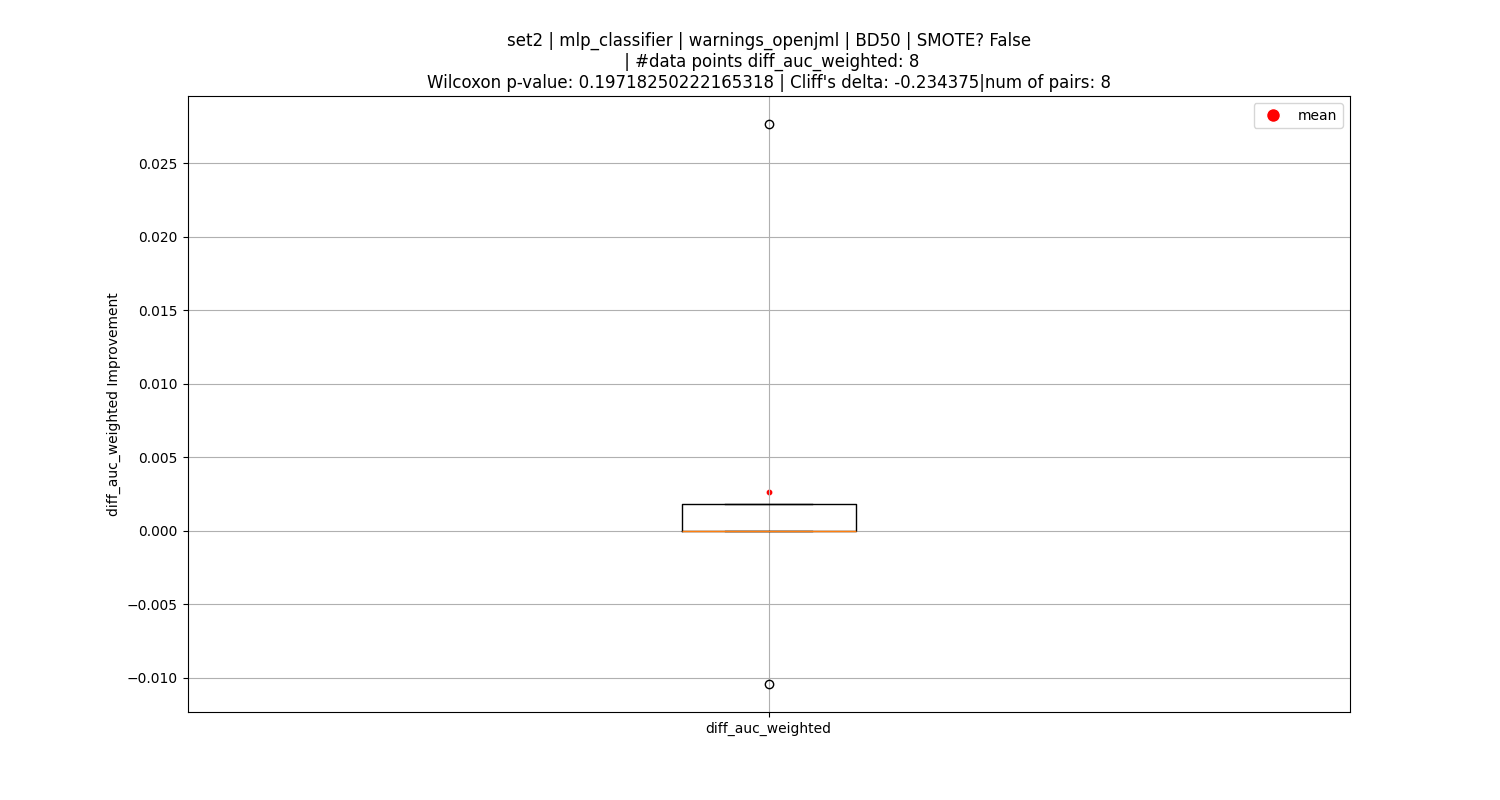 set2 | mlp_classifier | warnings_openjml | BD50 | SMOTE? False
| #data points diff_auc_weighted: 8
Wilcoxon p-value: 0.19718250222165318 | Cliff's delta: -0.234375|num of pairs: 8
mean
0.025
0.020
0.015
0.010
0.005
0.000
−0.005
−0.010
diff_auc_weighted Improvement
diff_auc_weighted